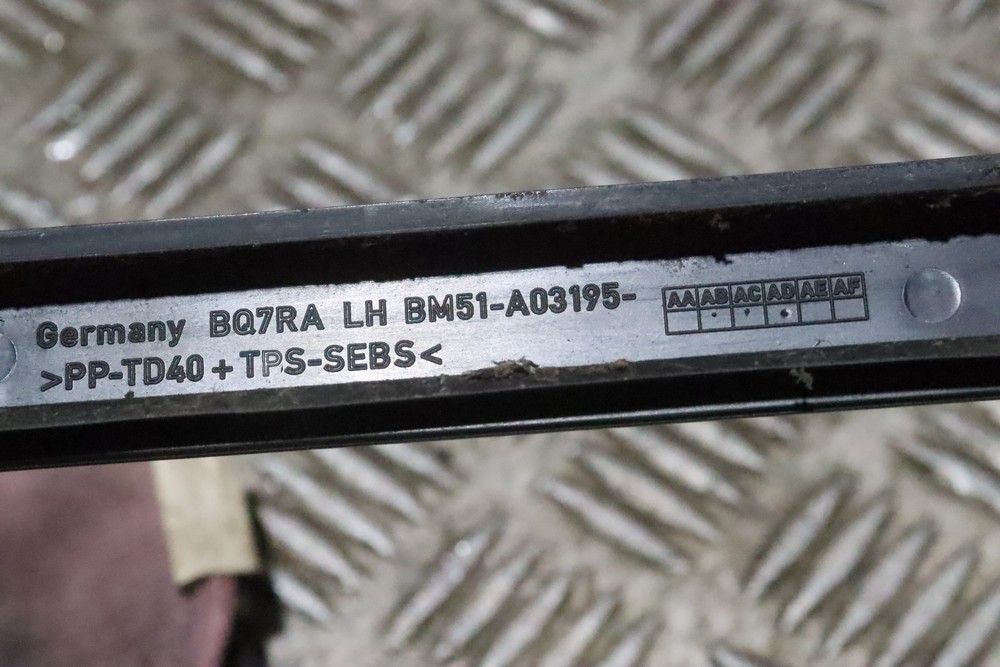 Germany BQ7RA LH BM51-A03195-
>PP-TD40+TPS-SEBS<
AA AB AC AD AE AF